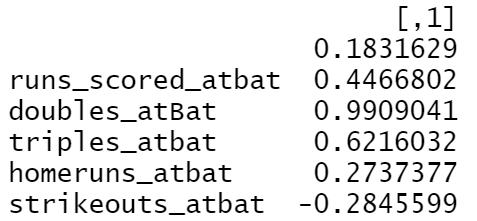 [,1]
0.1831629
runs_scored_atbat 0.4466802
doubles_atBat 0.9909041
triples_atbat 0.6216032
homeruns_atbat 0.2737377
strikeouts_atbat -0.2845599